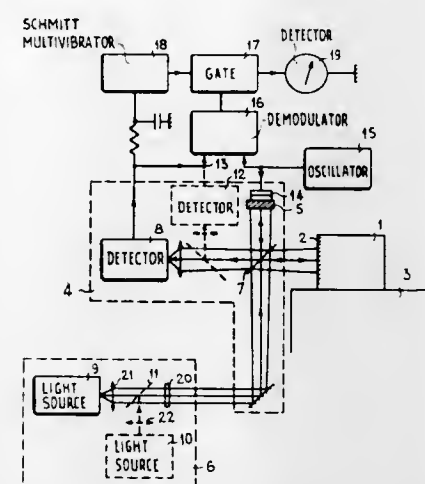 SCHMITT
MULTIVIBRATOR
18
17
DETECTOR
19
GATE
16
DEMODULATOR
15
OSCILLATOR
13
12
14
5
DETECTOR
8
DETECTOR
2
1
3
4
7
9
21
11
20
LIGHT
SOURCE
22
10
LIGHT
SOURCE
6